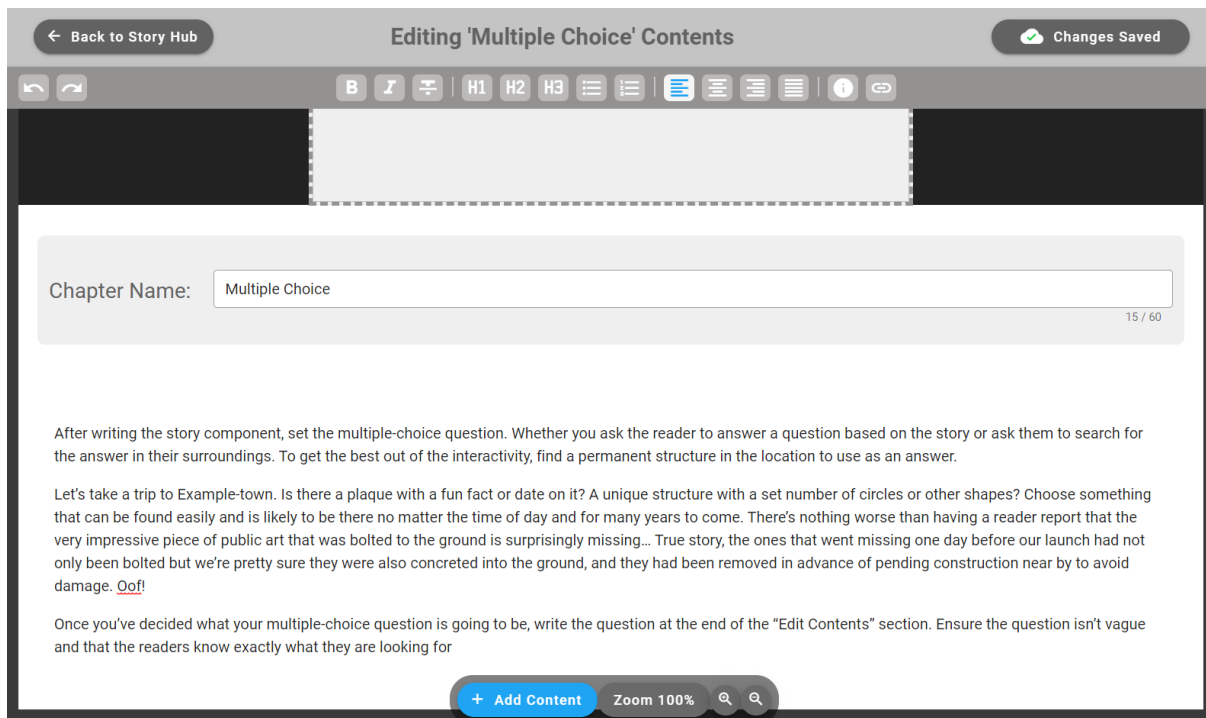 Back to Story Hub
Editing 'Multiple Choice' Contents
Changes Saved
B I T H1 H2 H3
Chapter Name:
Multiple Choice
15 / 60
After writing the story component, set the multiple-choice question. Whether you ask the reader to answer a question based on the story or ask them to search for
the answer in their surroundings. To get the best out of the interactivity, find a permanent structure in the location to use as an answer.
Let’s take a trip to Example-town. Is there a plaque with a fun fact or date on it? A unique structure with a set number of circles or other shapes? Choose something
that can be found easily and is likely to be there no matter the time of day and for many years to come. There’s nothing worse than having a reader report that the
very impressive piece of public art that was bolted to the ground is surprisingly missing… True story, the ones that went missing one day before our launch had not
only been bolted but we’re pretty sure they were also concreted into the ground, and they had been removed in advance of pending construction near by to avoid
damage. Oof!
Once you’ve decided what your multiple-choice question is going to be, write the question at the end of the “Edit Contents” section. Ensure the question isn’t vague
and that the readers know exactly what they are looking for
+ Add Content
Zoom 100%